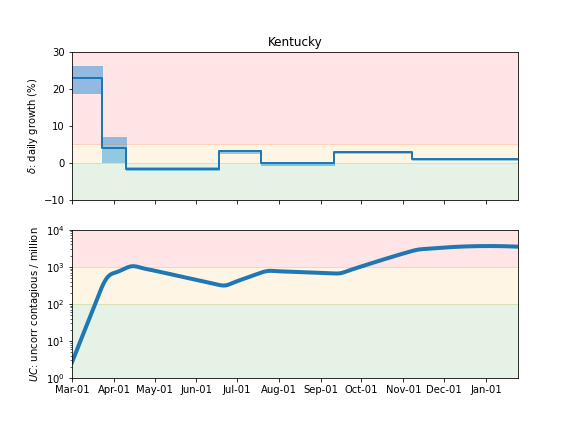 Kentucky
δ: daily growth (%)
30
20
10
0
−10
UC: uncorr contagious / million
10⁴
10³
10²
10¹
10⁰
Mar-01 Apr-01 May-01 Jun-01 Jul-01 Aug-01 Sep-01 Oct-01 Nov-01 Dec-01 Jan-01